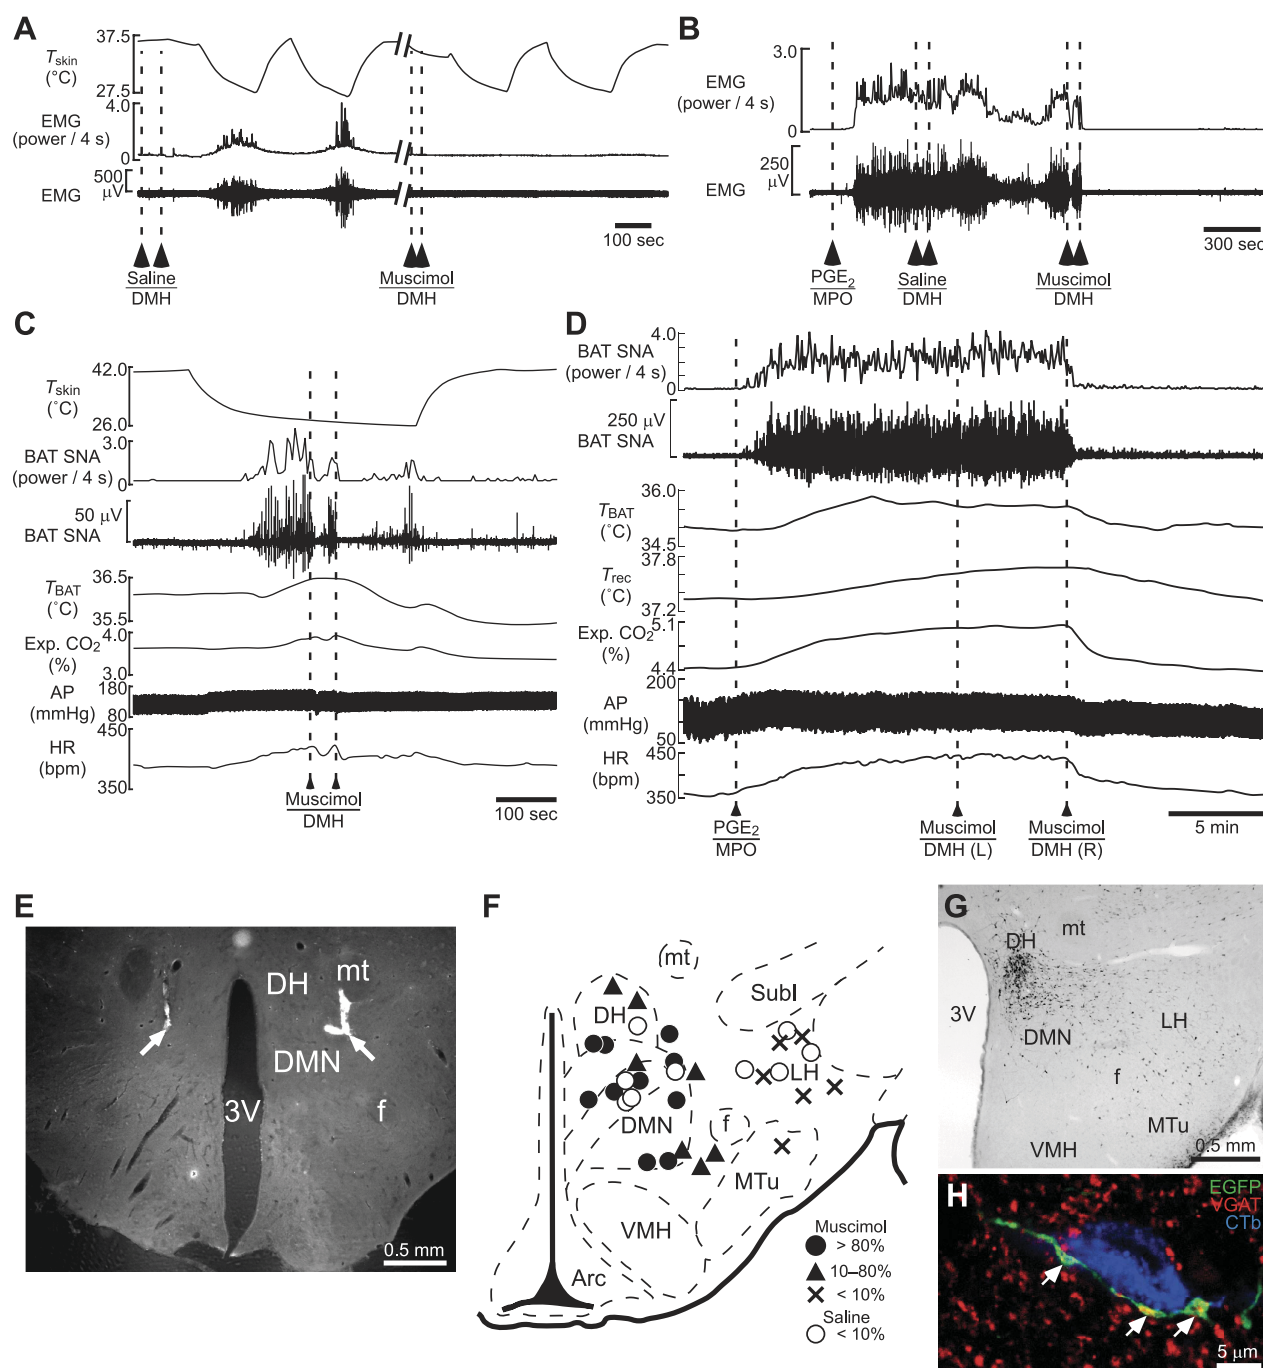 A
37.5
Tskin
(°C)
27.5
4.0
EMG
(power / 4 s)
0
500
μV
EMG
100 sec
Saline
DMH
Muscimol
DMH
B
3.0
EMG
(power / 4 s)
0
250
μV
EMG
300 sec
PGE2
MPO
Saline
DMH
Muscimol
DMH
C
42.0
Tskin
(°C)
26.0
3.0
BAT SNA
(power / 4 s)
0
50 μV
BAT SNA
36.5
TBAT
(°C)
35.5
4.0
Exp. CO2
(%)
3.0
180
AP
(mmHg)
80
450
HR
(bpm)
350
Muscimol
DMH
100 sec
D
4.0
BAT SNA
(power / 4 s)
0
250 μV
BAT SNA
36.0
TBAT
(°C)
34.5
37.8
Trec
(°C)
37.2
5.1
Exp. CO2
(%)
4.4
200
AP
(mmHg)
50
450
HR
(bpm)
350
PGE2
MPO
Muscimol
DMH (L)
Muscimol
DMH (R)
5 min
E
DH
mt
DMN
3V
f
0.5 mm
F
mt
SubI
DH
LH
DMN
f
MTu
VMH
Arc
Muscimol
> 80%
10–80%
< 10%
Saline
< 10%
G
mt
DH
3V
DMN
LH
f
MTu
VMH
0.5 mm
H
EGFP
VGAT
CTb
5 μm